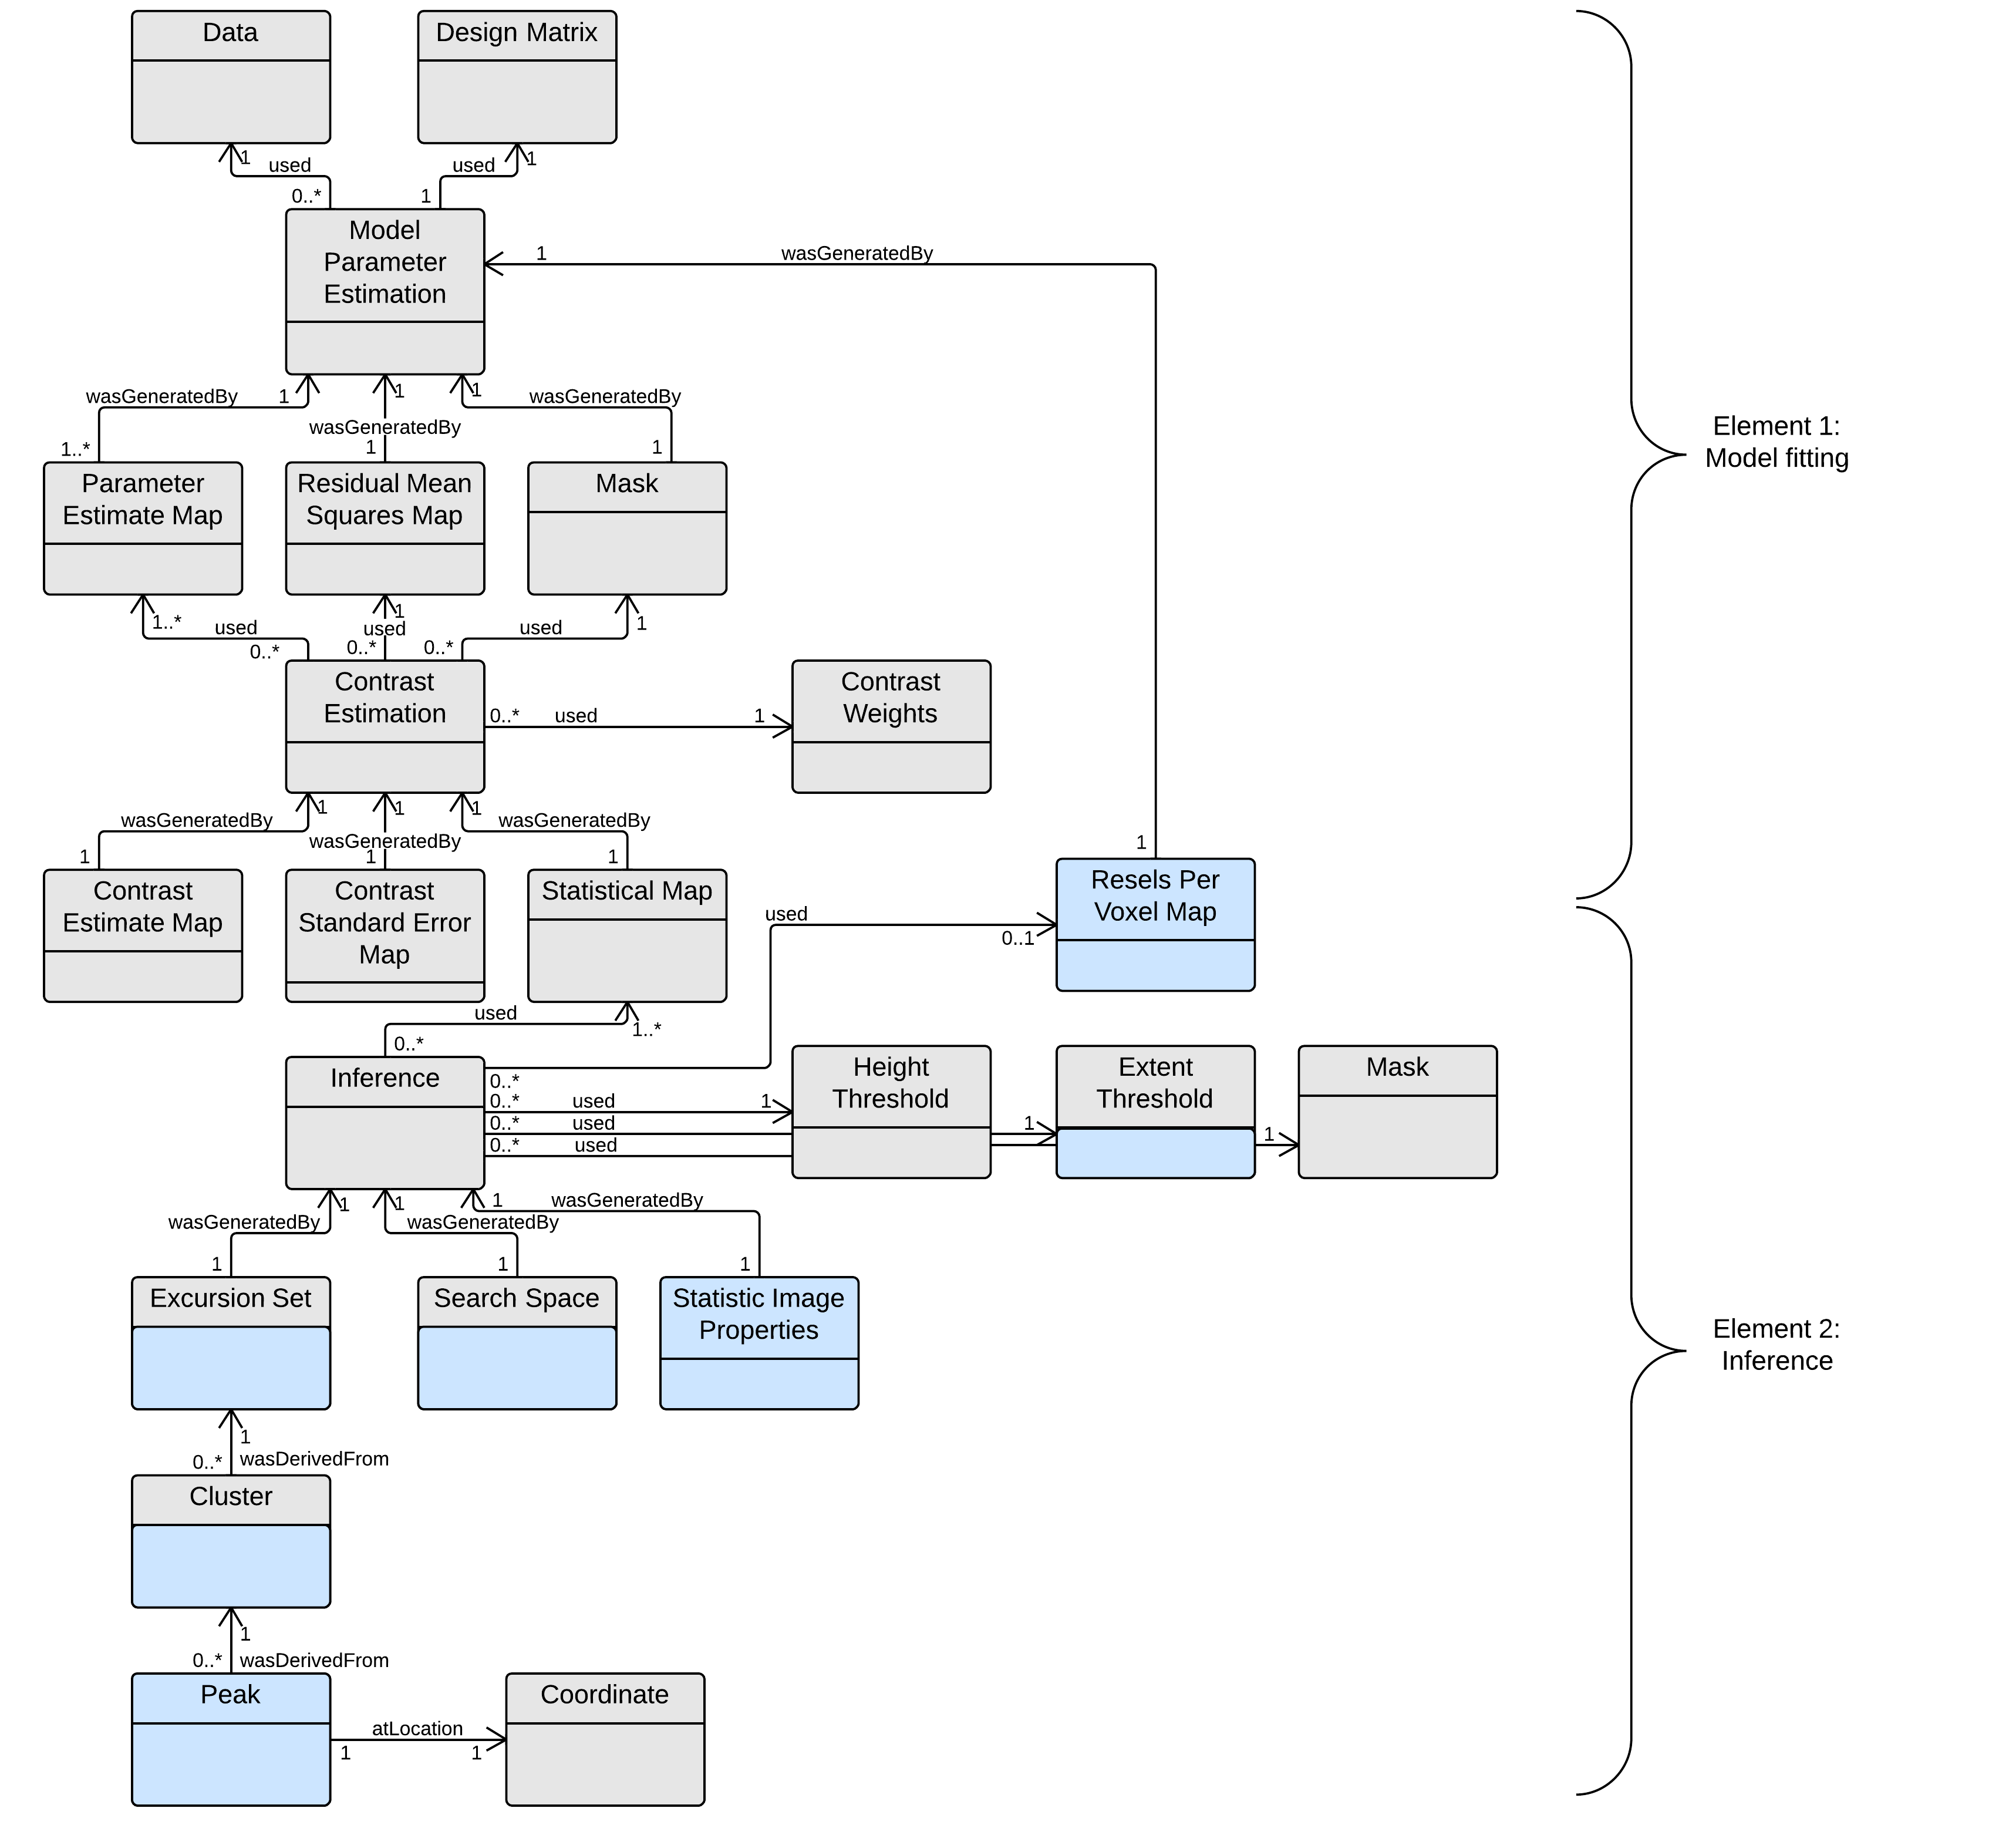 Data
Design Matrix
1
used
used
1
0..*
1
Model
Parameter
Estimation
1
wasGeneratedBy
wasGeneratedBy
1
1
1
wasGeneratedBy
wasGeneratedBy
1..*
1
1
Element 1:
Model fitting
Parameter
Estimate Map
Residual Mean
Squares Map
Mask
1..*
used
0..*
1
used
0..*
0..*
used
1
Contrast
Estimation
0..*
used
1
Contrast
Weights
wasGeneratedBy
1
1
1
wasGeneratedBy
wasGeneratedBy
1
1
1
1
Contrast
Estimate Map
Contrast
Standard Error
Map
Statistical Map
Resels Per
Voxel Map
used
0..1
used
1..*
0..*
Inference
0..*
0..*
used
1
0..*
used
1
0..*
used
1
Height
Threshold
Extent
Threshold
Mask
wasGeneratedBy
1
1
wasGeneratedBy
1
wasGeneratedBy
1
1
1
Excursion Set
Search Space
Statistic Image
Properties
Element 2:
Inference
1
0..*
wasDerivedFrom
Cluster
1
0..*
wasDerivedFrom
Peak
atLocation
1
1
Coordinate